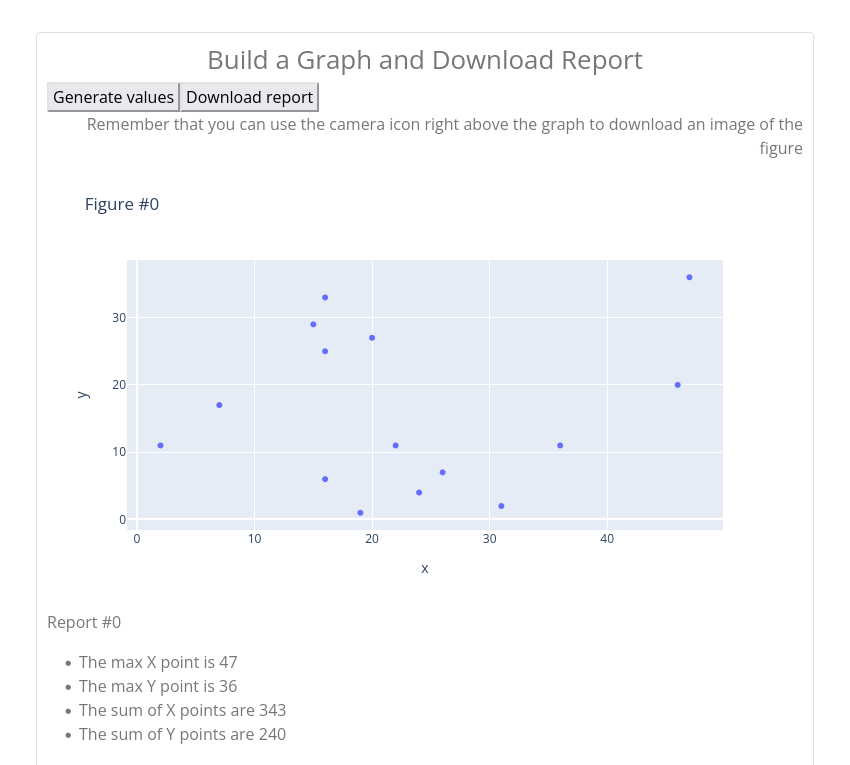 Build a Graph and Download Report
Generate values Download report
Remember that you can use the camera icon right above the graph to download an image of the
figure
Figure #0
30
20
10
0
y
0 10 20 30 40
x
Report #0
• The max X point is 47
• The max Y point is 36
• The sum of X points are 343
• The sum of Y points are 240